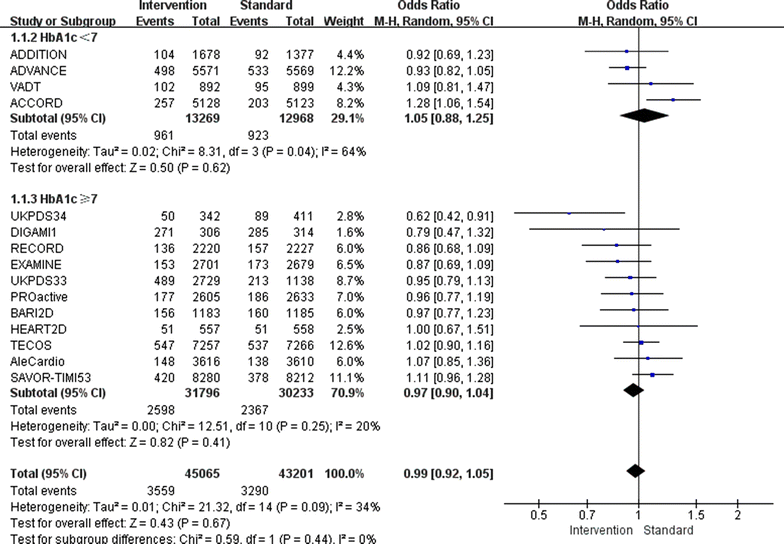 Intervention Standard Odds Ratio Odds Ratio
Study or Subgroup Events Total Events Total Weight M-H, Random, 95% CI M-H, Random, 95% CI
1.1.2 HbA1c＜7
ADDITION 104 1678 92 1377 4.4% 0.92 [0.69, 1.23]
ADVANCE 498 5571 533 5569 12.2% 0.93 [0.82, 1.05]
VADT 102 892 95 899 4.4% 1.09 [0.81, 1.47]
ACCORD 257 5128 203 5123 8.2% 1.28 [1.06, 1.54]
Subtotal (95% CI) 13269 12968 29.1% 1.05 [0.88, 1.25]
Total events 961 923
Heterogeneity: Tau² = 0.02; Chi² = 8.31, df = 3 (P = 0.04); I² = 64%
Test for overall effect: Z = 0.50 (P = 0.62)
1.1.3 HbA1c≥7
UKPDS34 50 342 89 411 2.8% 0.62 [0.42, 0.91]
DIGAMI1 271 306 285 314 1.6% 0.79 [0.47, 1.32]
RECORD 136 2220 157 2227 6.0% 0.86 [0.68, 1.09]
EXAMINE 153 2701 173 2679 6.5% 0.87 [0.69, 1.09]
UKPDS33 489 2729 213 1138 8.7% 0.95 [0.79, 1.13]
PROactive 177 2605 186 2633 7.0% 0.96 [0.77, 1.19]
BARI2D 156 1183 160 1185 6.3% 0.97 [0.77, 1.23]
HEART2D 51 557 51 558 2.5% 1.00 [0.67, 1.51]
TECOS 547 7257 537 7266 12.6% 1.02 [0.90, 1.16]
AleCardio 148 3616 138 3610 6.0% 1.07 [0.85, 1.36]
SAVOR-TIMI53 420 8280 378 8212 11.1% 1.11 [0.96, 1.28]
Subtotal (95% CI) 31796 30233 70.9% 0.97 [0.90, 1.04]
Total events 2598 2367
Heterogeneity: Tau² = 0.00; Chi² = 12.51, df = 10 (P = 0.25); I² = 20%
Test for overall effect: Z = 0.82 (P = 0.41)
Total (95% CI) 45065 43201 100.0% 0.99 [0.92, 1.05]
Total events 3559 3290
Heterogeneity: Tau² = 0.01; Chi² = 21.32, df = 14 (P = 0.09); I² = 34%
Test for overall effect: Z = 0.43 (P = 0.67)
Test for subgroup differences: Chi² = 0.59, df = 1 (P = 0.44), I² = 0%
0.5 0.7 1 1.5 2
Intervention Standard